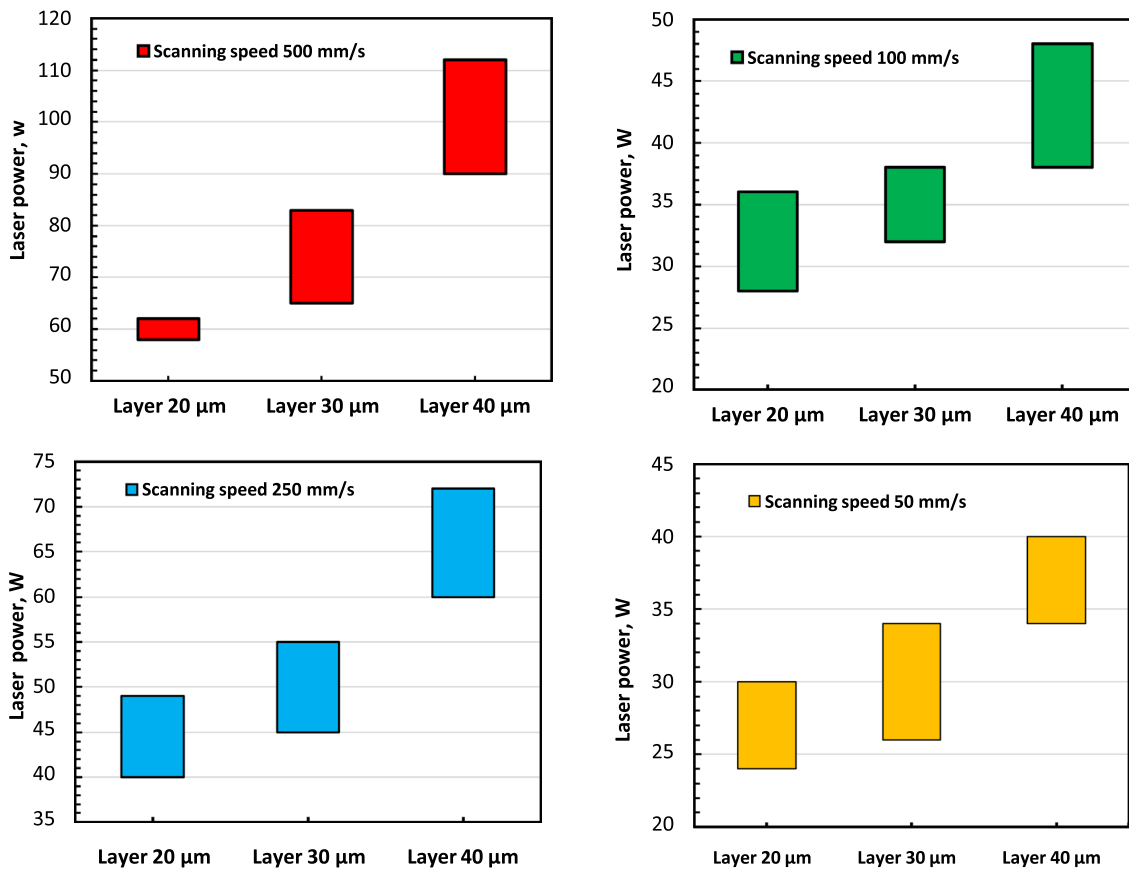 Scanning speed 500 mm/s
Laser power, w
120
110
100
90
80
70
60
50
Layer 20 µm Layer 30 µm Layer 40 µm
Scanning speed 100 mm/s
Laser power, W
50
45
40
35
30
25
20
Layer 20 µm Layer 30 µm Layer 40 µm
Scanning speed 250 mm/s
Laser power, W
75
70
65
60
55
50
45
40
35
Layer 20 µm Layer 30 µm Layer 40 µm
Scanning speed 50 mm/s
Laser power, W
45
40
35
30
25
20
Layer 20 µm Layer 30 µm Layer 40 µm